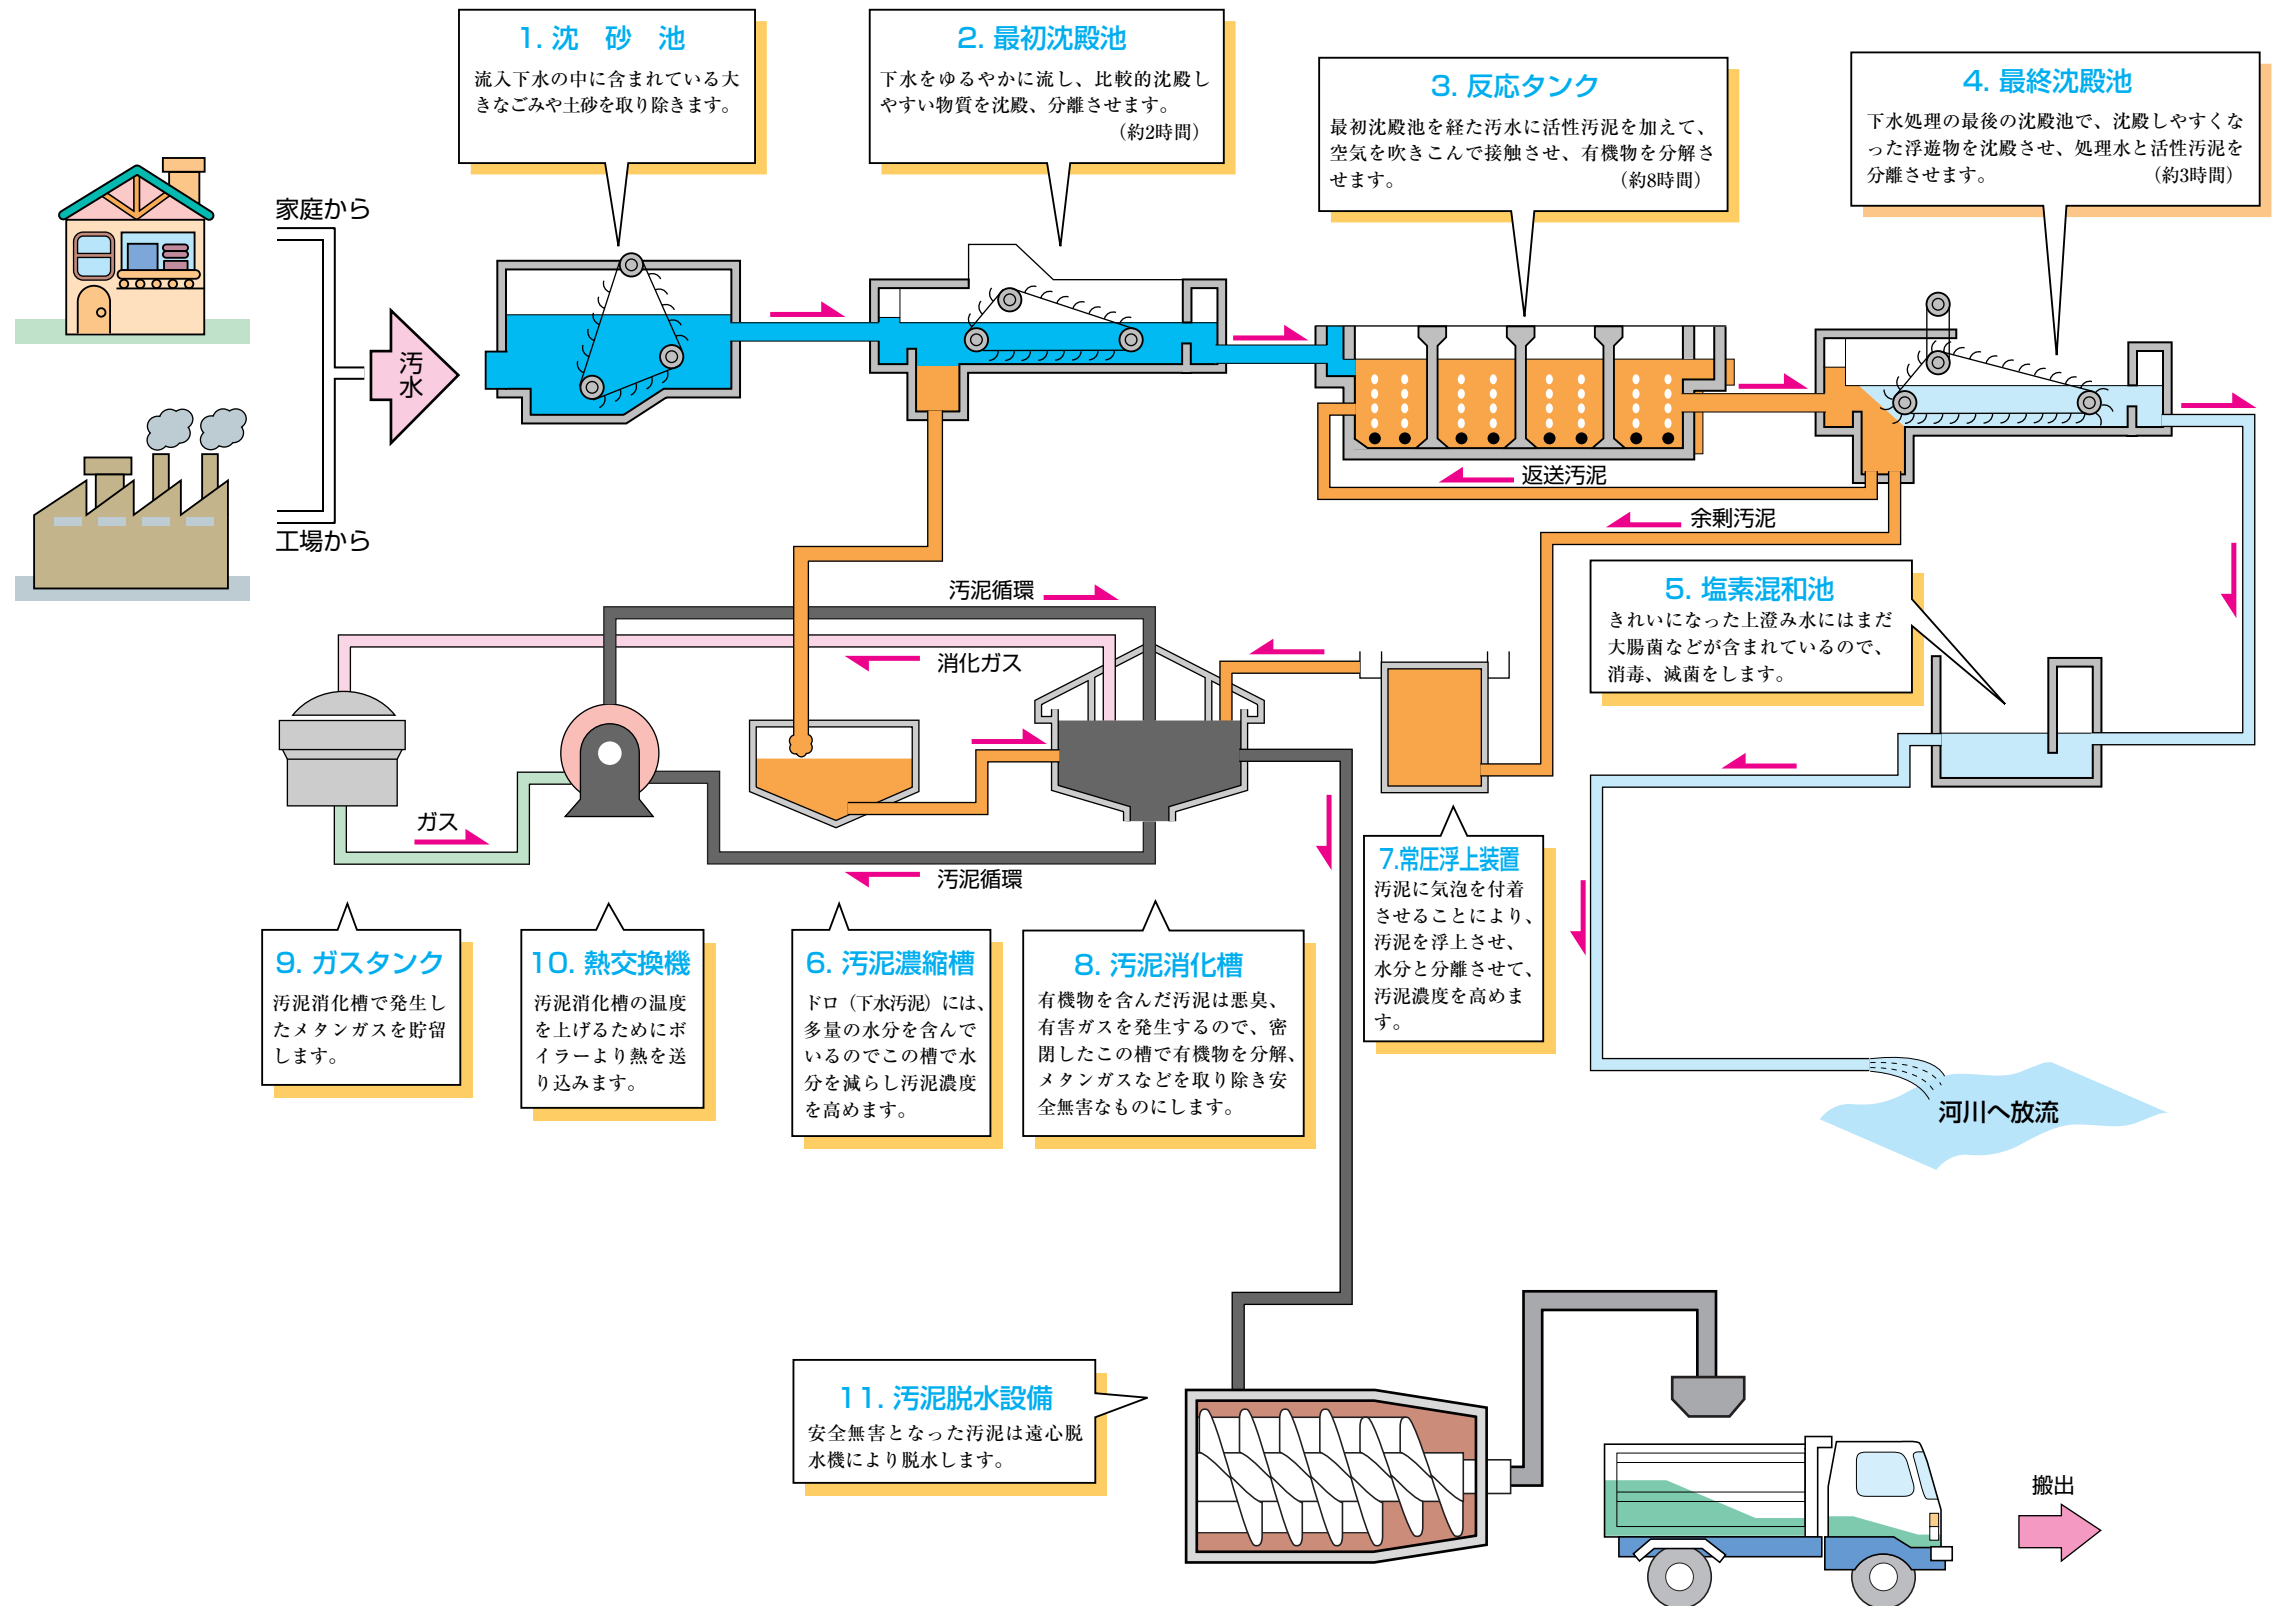 1. 沈　砂　池
流入下水の中に含まれている大
きなごみや土砂を取り除きます。
2. 最初沈殿池
下水をゆるやかに流し、比較的沈殿し
やすい物質を沈殿、分離させます。
（約2時間）
3. 反応タンク
最初沈殿池を経た汚水に活性汚泥を加えて、
空気を吹きこんで接触させ、有機物を分解さ
せます。　（約8時間）
4. 最終沈殿池
下水処理の最後の沈殿池で、沈殿しやすくな
った浮遊物を沈殿させ、処理水と活性汚泥を
分離させます。　（約3時間）
家庭から
汚水
工場から
返送汚泥
余剰汚泥
5. 塩素混和池
きれいになった上澄み水にはまだ
大腸菌などが含まれているので、
消毒、滅菌をします。
汚泥循環
消化ガス
ガス
汚泥循環
7.常圧浮上装置
汚泥に気泡を付着
させることにより、
汚泥を浮上させ、
水分と分離させて、
汚泥濃度を高めま
す。
9. ガスタンク
汚泥消化槽で発生し
たメタンガスを貯留
します。
10. 熱交換機
汚泥消化槽の温度
を上げるためにボ
イラーより熱を送
り込みます。
6. 汚泥濃縮槽
ドロ（下水汚泥）には、
多量の水分を含んで
いるのでこの槽で水
分を減らし汚泥濃度
を高めます。
8. 汚泥消化槽
有機物を含んだ汚泥は悪臭、
有害ガスを発生するので、密
閉したこの槽で有機物を分解、
メタンガスなどを取り除き安
全無害なものにします。
河川へ放流
11. 汚泥脱水設備
安全無害となった汚泥は遠心脱
水機により脱水します。
搬出